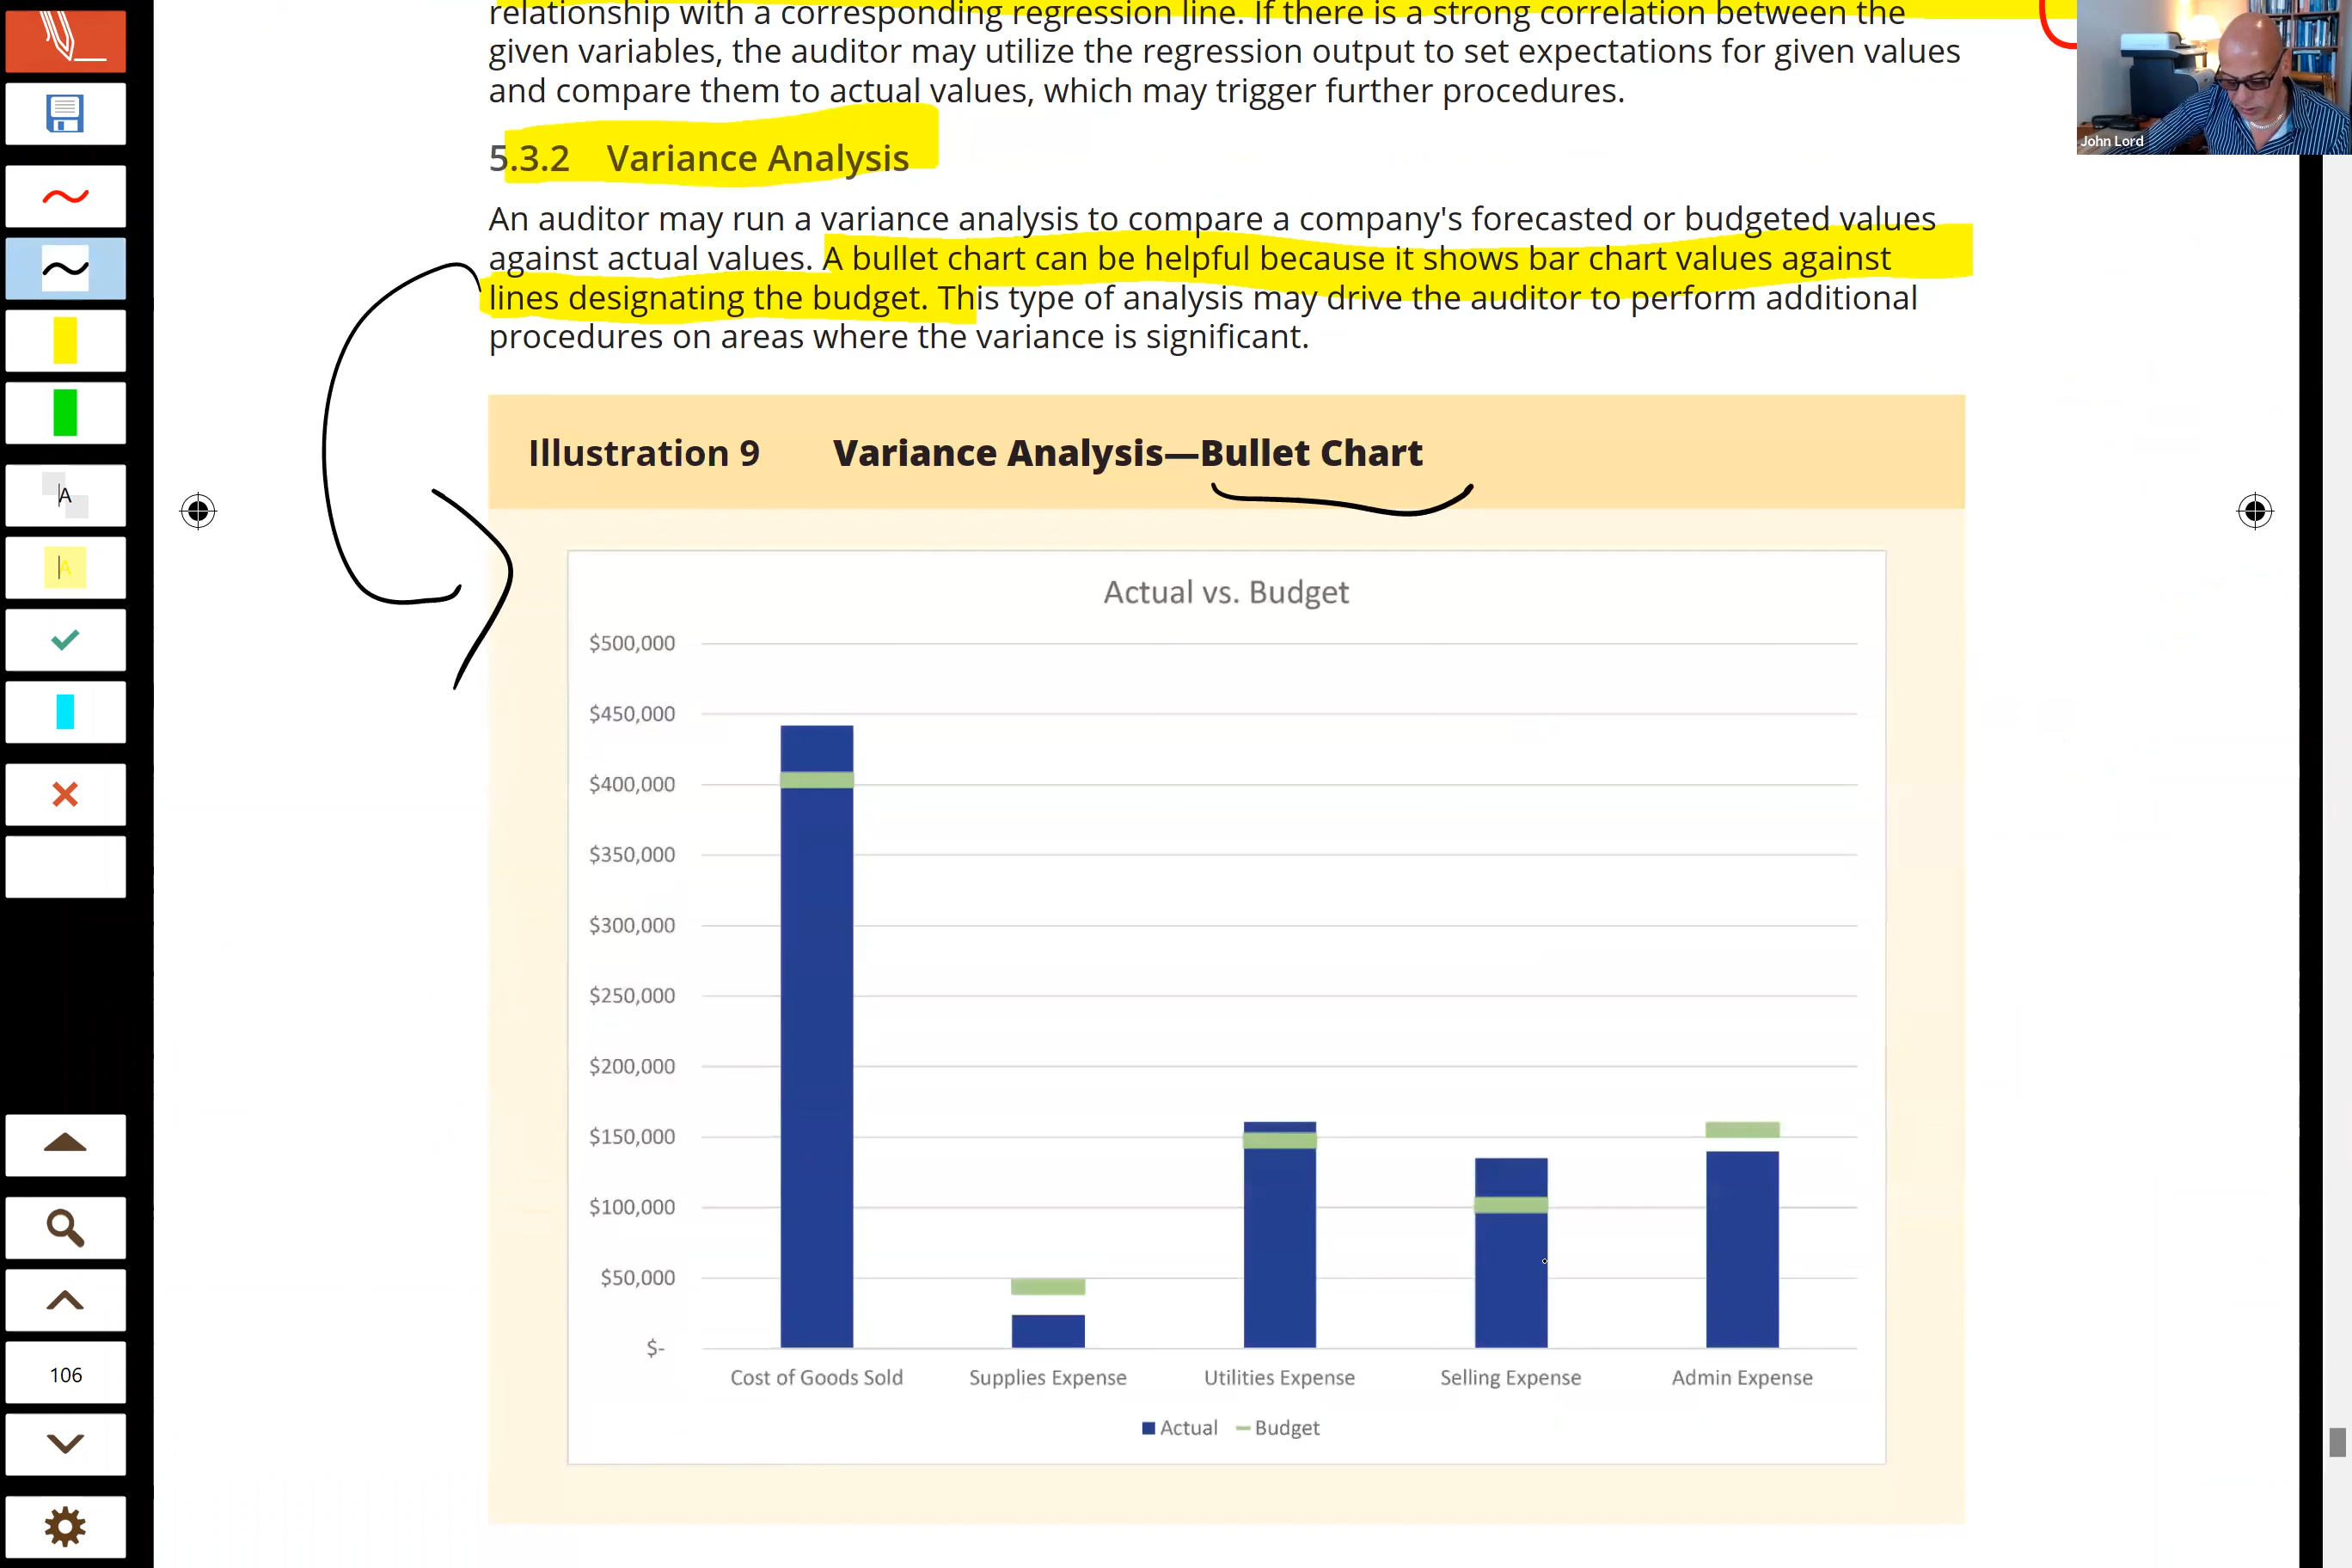 relationship with a corresponding regression line. If there is a strong correlation between the
given variables, the auditor may utilize the regression output to set expectations for given values
and compare them to actual values, which may trigger further procedures.
John Lord
5.3.2 Variance Analysis
An auditor may run a variance analysis to compare a company's forecasted or budgeted values
against actual values. A bullet chart can be helpful because it shows bar chart values against
lines designating the budget. This type of analysis may drive the auditor to perform additional
procedures on areas where the variance is significant.
Illustration 9 Variance Analysis—Bullet Chart
A
A
Actual vs. Budget
$500,000
$450,000
$400,000
$350,000
$300,000
$250,000
$200,000
$150,000
$100,000
$50,000
$-
Cost of Goods Sold Supplies Expense Utilities Expense Selling Expense Admin Expense
Actual Budget
106